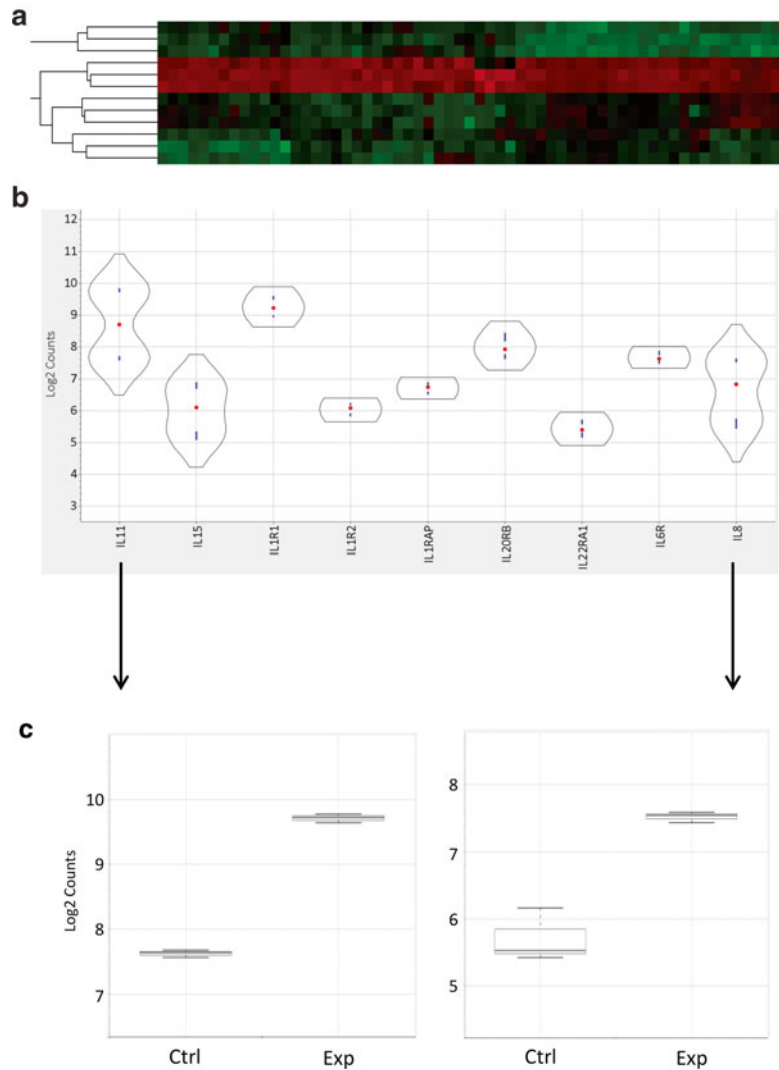 a
b
12
11
10
9
8
7
6
5
4
3
Log2 Counts
IL11
IL15
IL1R1
IL1R2
IL1RAP
IL20RB
IL22RA1
IL6R
IL8
c
10
9
8
7
Log2 Counts
Ctrl
Exp
8
7
6
5
Ctrl
Exp